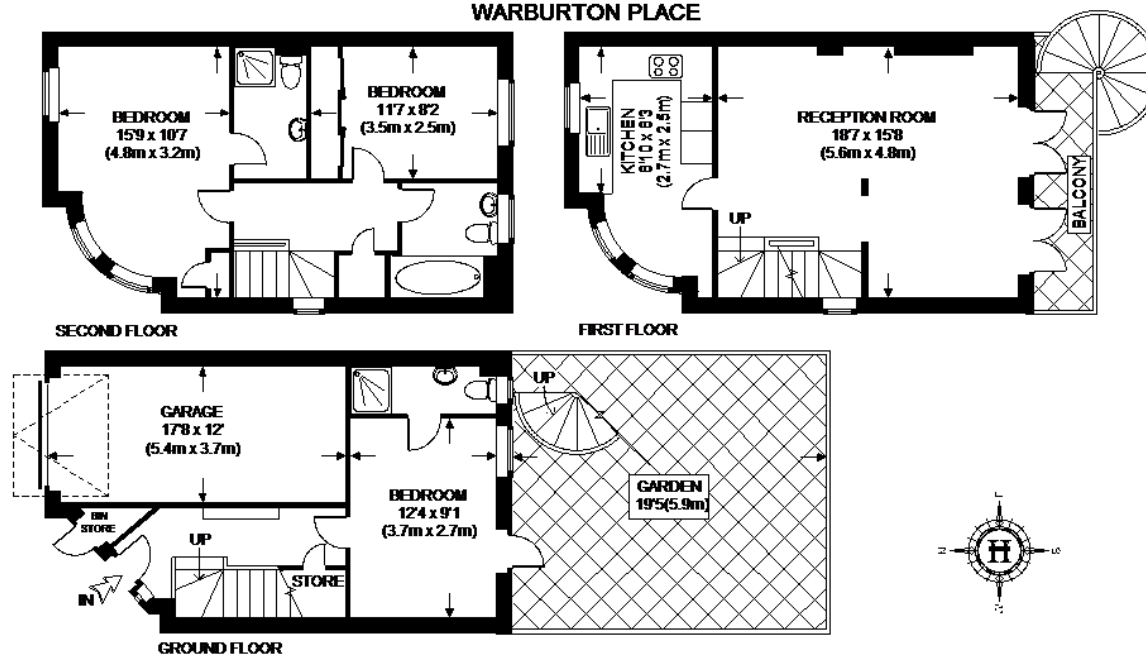 WARBURTON PLACE
BEDROOM
15'9 x 10'7
(4.8m x 3.2m)
BEDROOM
11'7 x 8'2
(3.5m x 2.5m)
SECOND FLOOR
KITCHEN
8'10 x 8'3
(2.7m x 2.5m)
RECEPTION ROOM
18'7 x 15'8
(5.6m x 4.8m)
UP
BALCONY
FIRST FLOOR
GARAGE
17'8 x 12'
(5.4m x 3.7m)
BIN
STORE
UP
IN
STORE
BEDROOM
12'4 x 9'1
(3.7m x 2.7m)
UP
GARDEN
19'5(5.9m)
GROUND FLOOR
H